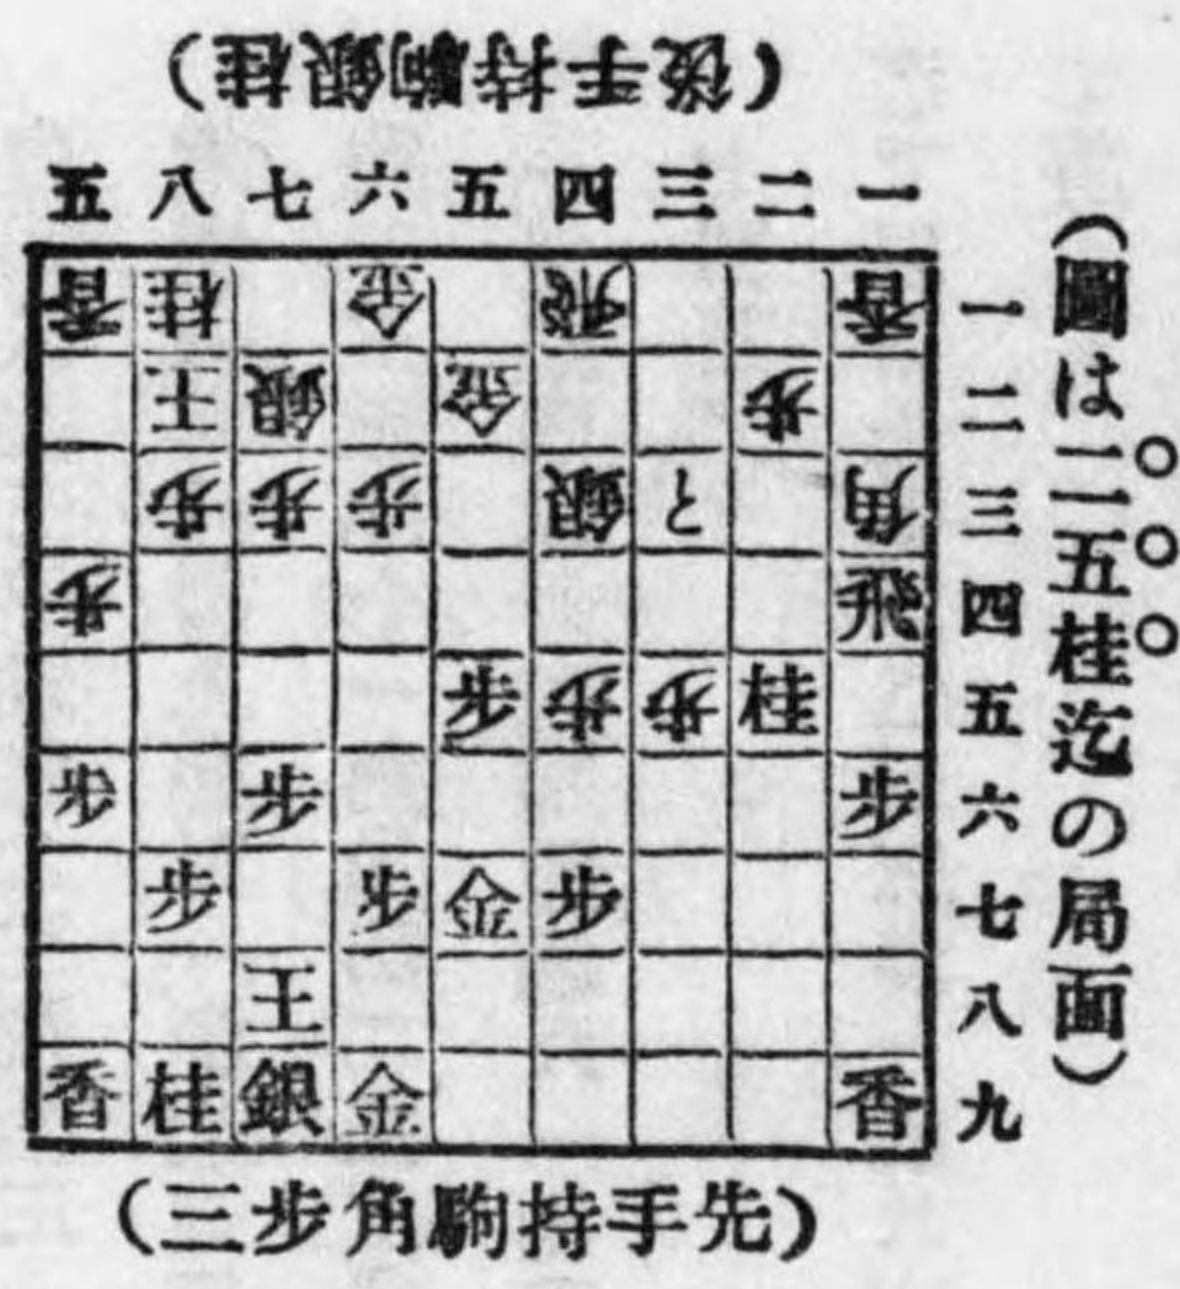 (後手持駒銀桂)
五 八 七 六 五 四 三 二 一
香 桂 金 飛 香 一
王 銀 金 歩 二
歩 歩 歩 銀 と 角 三
歩 飛 四
歩 歩 歩 桂 五
歩 歩 歩 六
歩 歩 金 歩 七
王 八
香 桂 銀 金 香 九
(圖は二五桂迄の局面)
(先手持駒角歩三)